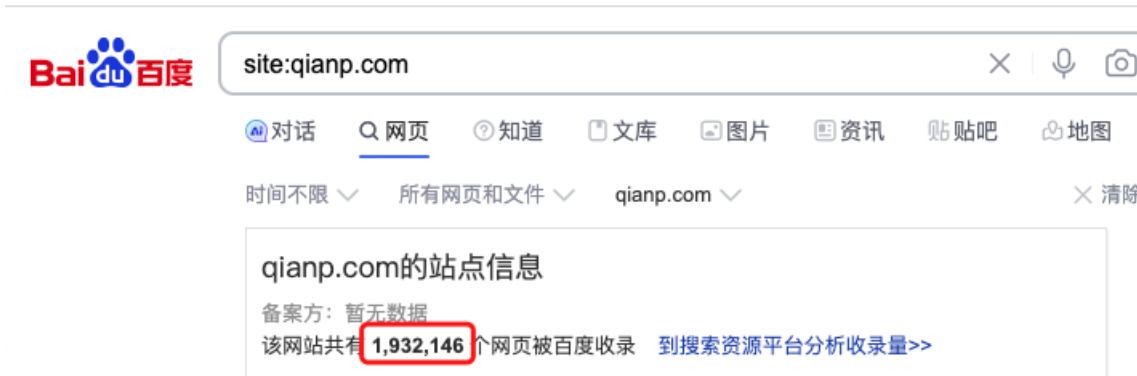 Bai du 百度 site:qianp.com
Ai 对话 网页 知道 文库 图片 资讯 贴 贴吧 地图
时间不限 所有网页和文件 qianp.com 清除
qianp.com的站点信息
备案方：暂无数据
该网站共有 1,932,146 个网页被百度收录 到搜索资源平台分析收录量>>